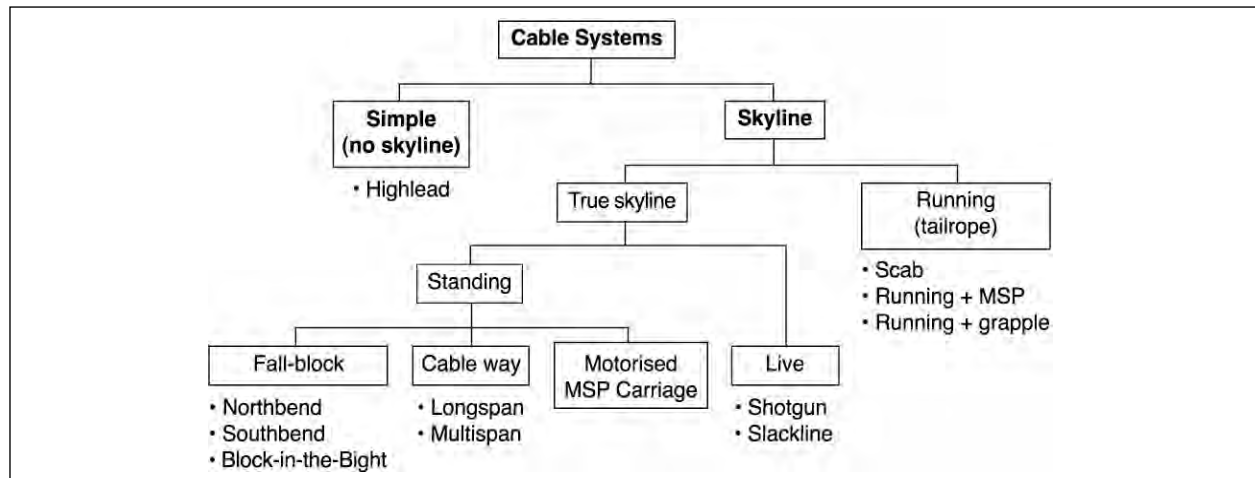 Cable Systems
Simple
(no skyline)
Skyline
• Highlead
True skyline
Running
(tailrope)
• Scab
• Running + MSP
• Running + grapple
Standing
Fall-block
Cable way
Motorised
MSP Carriage
Live
• Northbend
• Southbend
• Block-in-the-Bight
• Longspan
• Multispan
• Shotgun
• Slackline